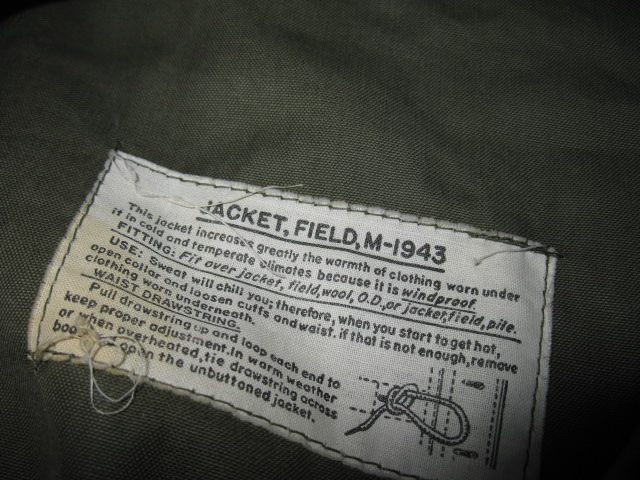 JACKET, FIELD, M-1943
This jacket increases greatly the warmth of clothing worn under
it in cold and temperate climates because it is windproof.
FITTING: Fit over jacket, field, wool, O.D., or jacket, field, pile.
USE: Sweat will chill you; therefore, when you start to get hot,
open collar and loosen cuffs and waist. if that is not enough, remove
clothing worn underneath.
WAIST DRAWSTRING.
Pull drawstring up and loop each end to
keep proper adjustment. In warm weather
or when overheated, tie drawstring across
open the unbuttoned jacket.